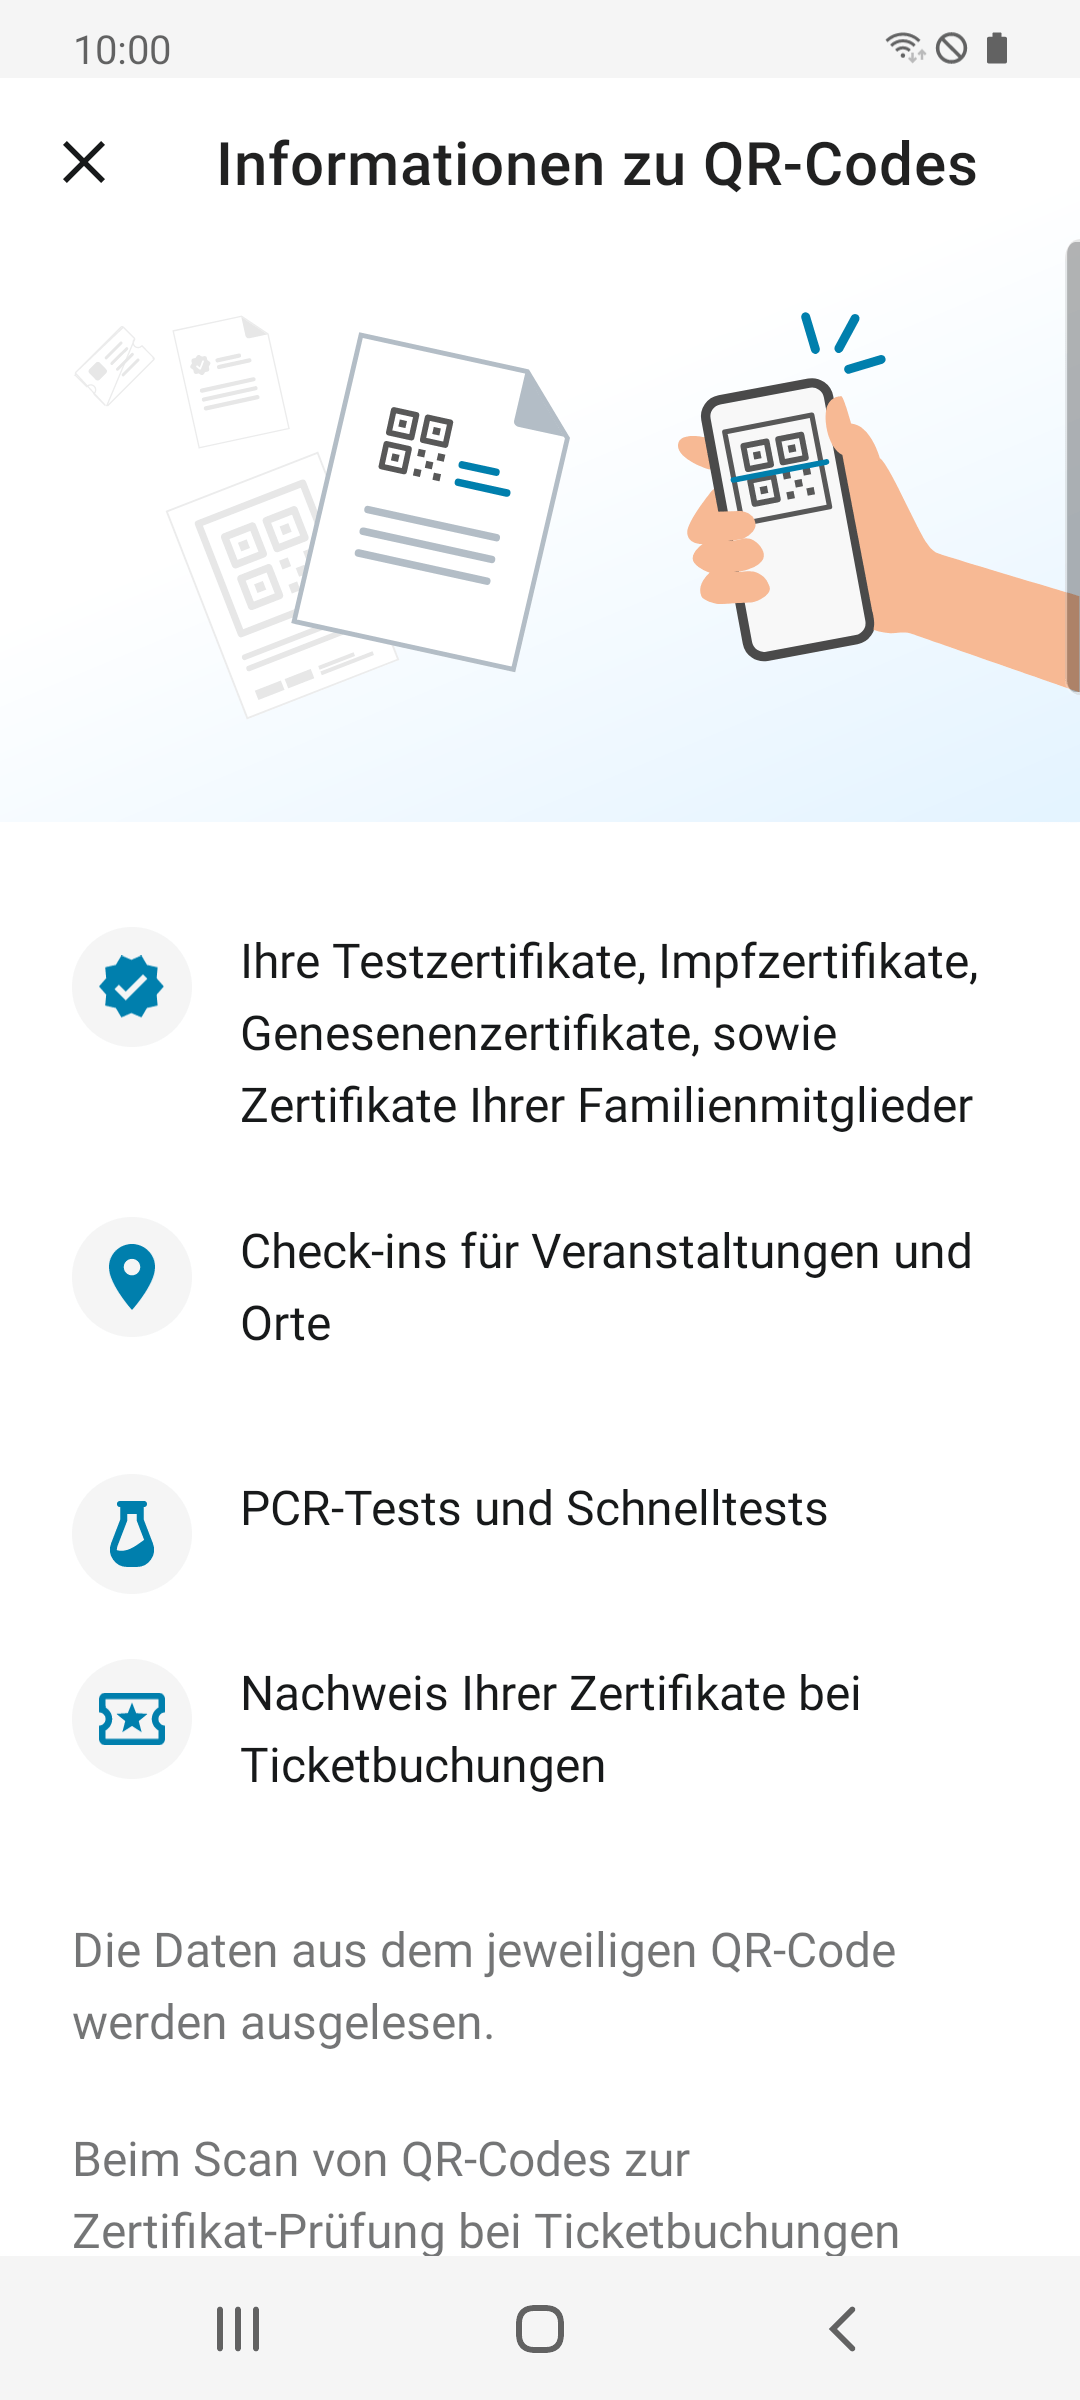 10:00
Informationen zu QR-Codes
Ihre Testzertifikate, Impfzertifikate,
Genesenenzertifikate, sowie
Zertifikate Ihrer Familienmitglieder
Check-ins für Veranstaltungen und
Orte
PCR-Tests und Schnelltests
Nachweis Ihrer Zertifikate bei
Ticketbuchungen
Die Daten aus dem jeweiligen QR-Code
werden ausgelesen.
Beim Scan von QR-Codes zur
Zertifikat-Prüfung bei Ticketbuchungen